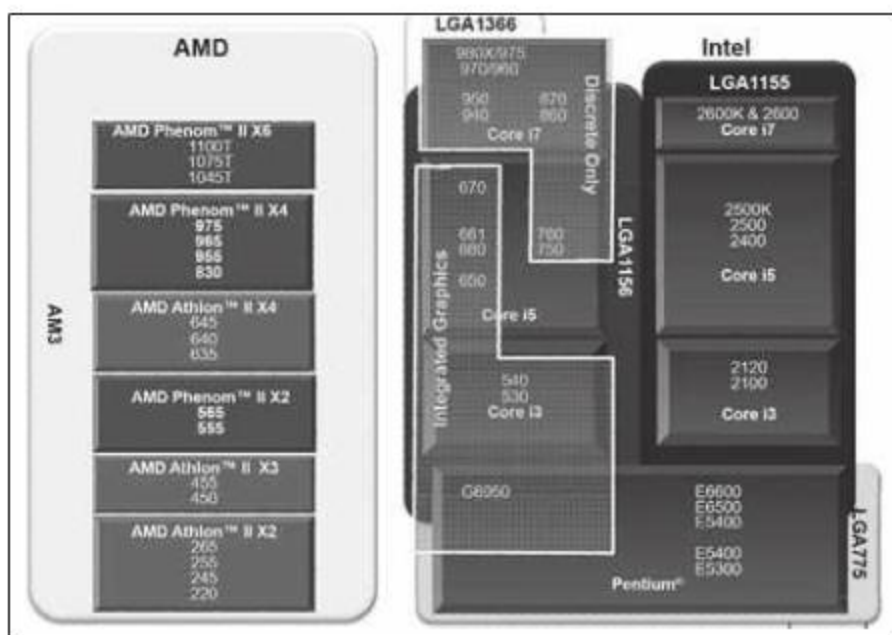 AMD
AM3
AMD Phenom™ II X6
1100T
1075T
1045T
AMD Phenom™ II X4
975
965
955
830
AMD Athlon™ II X4
645
640
635
AMD Phenom™ II X2
565
555
AMD Athlon™ II X3
455
450
AMD Athlon™ II X2
265
255
245
220
Intel
LGA1366
980X/975
970/960
950 870
940 860
Core i7
Discrete Only
LGA1156
Integrated Graphics
670
661 760
680 750
650
Core i5
540
530
Core i3
G6950
LGA1155
2600K & 2600
Core i7
2500K
2500
2400
Core i5
2120
2100
Core i3
LGA775
E6600
E6500
E5400
E5400
E5300
Pentium®